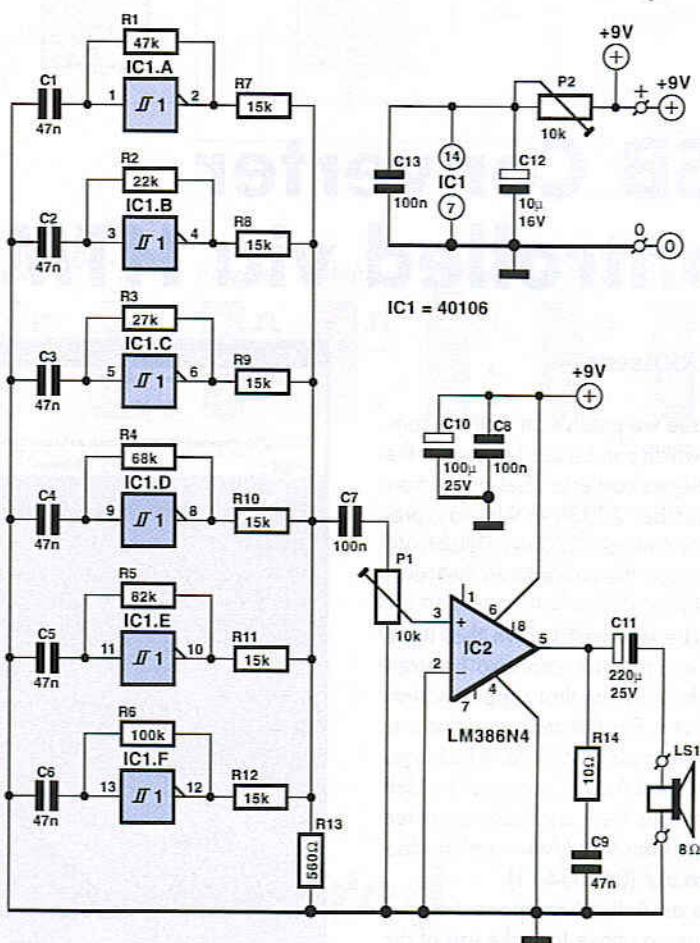 R1
47k
IC1.A
C1
1
2
R7
15k
47n
R2
22k
IC1.B
C2
3
4
R8
15k
47n
R3
27k
IC1.C
C3
5
6
R9
15k
47n
R4
68k
IC1.D
C4
9
8
R10
15k
47n
R5
62k
IC1.E
C5
11
10
R11
15k
47n
R6
100k
IC1.F
C6
13
12
R12
15k
47n
R13
560Ω
+9V
P2
+
+9V
10k
C13
100n
14
IC1
7
C12
10µ
16V
0
0
IC1 = 40106
+9V
C10
100µ
25V
C8
100n
C7
100n
P1
10k
1
6
8
3
+
IC2
5
2
−
7
4
LM386N4
C11
220µ
25V
R14
10Ω
C9
47n
LS1
8Ω